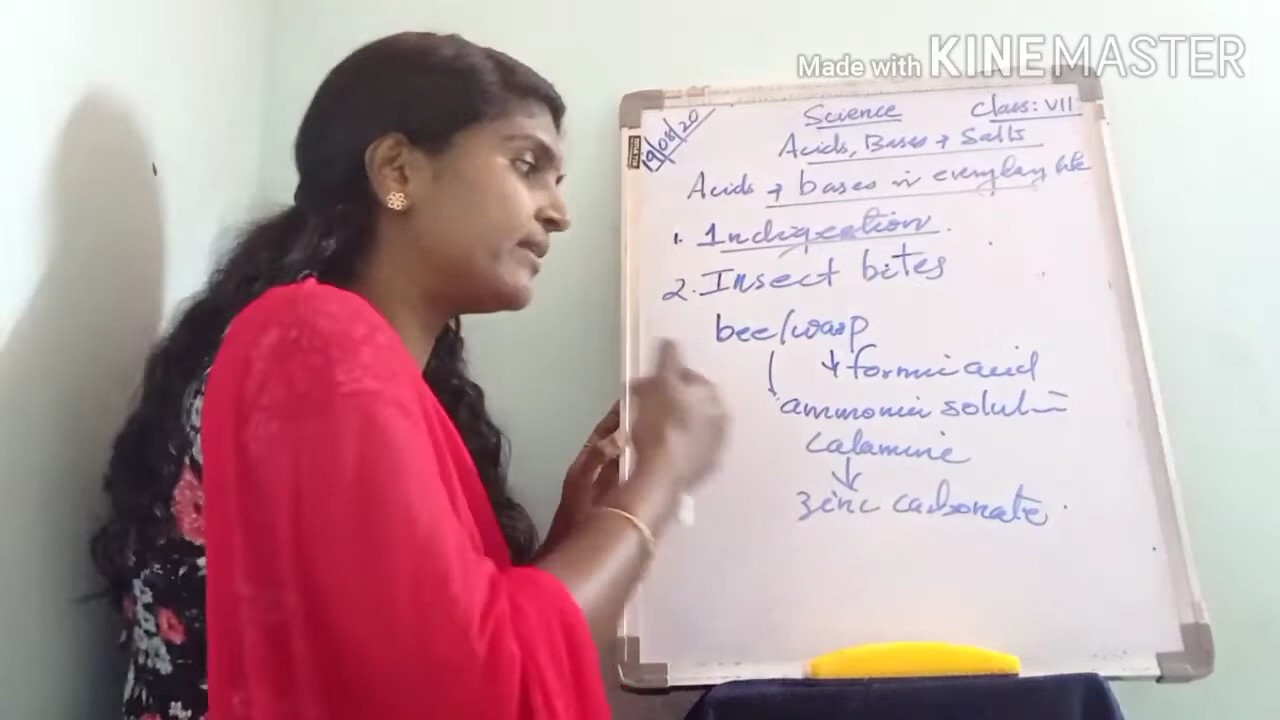 Made with KINEMASTER
19/08/20
Science Class: VII
Acids, Bases + Salts
Acids + bases in everyday life
1. Indigestion.
2. Insect bites
bee/wasp
↓ formic acid
ammonia solution
calamine
↓
zinc carbonate.